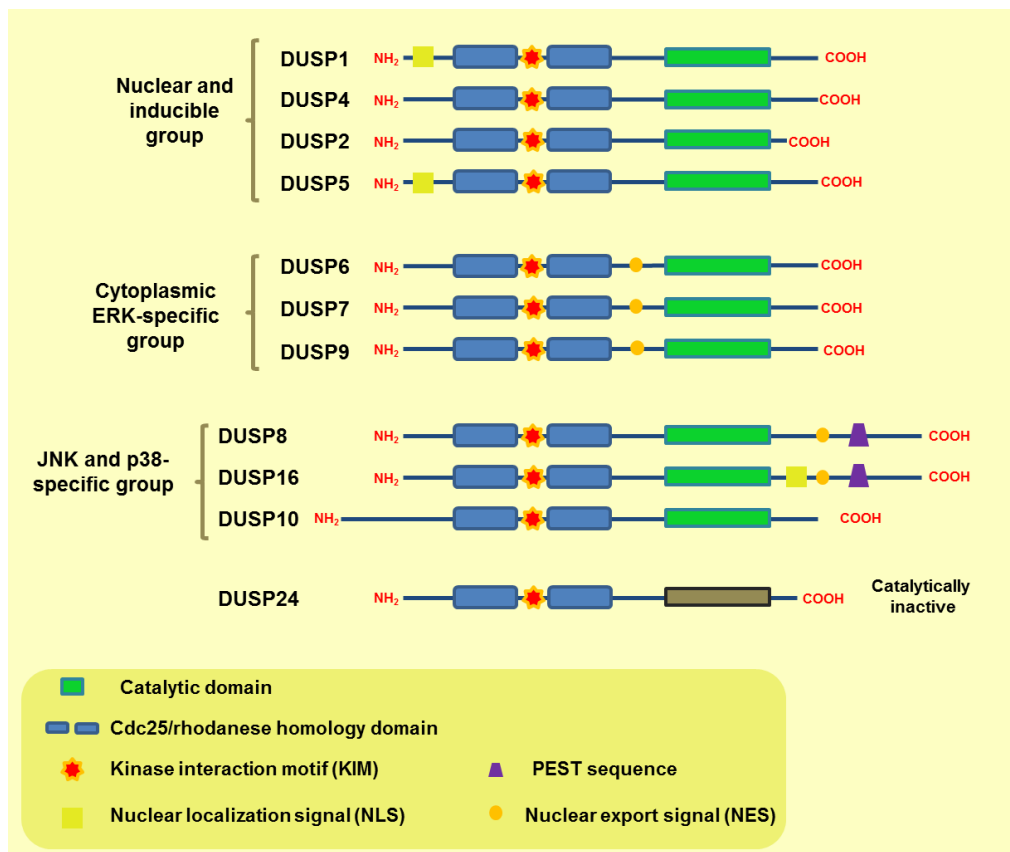 Nuclear and
inducible
group
DUSP1 NH2 COOH
DUSP4 NH2 COOH
DUSP2 NH2 COOH
DUSP5 NH2 COOH
Cytoplasmic
ERK-specific
group
DUSP6 NH2 COOH
DUSP7 NH2 COOH
DUSP9 NH2 COOH
JNK and p38-
specific group
DUSP8 NH2 COOH
DUSP16 NH2 COOH
DUSP10 NH2 COOH
DUSP24 NH2 COOH
Catalytically
inactive
Catalytic domain
Cdc25/rhodanese homology domain
Kinase interaction motif (KIM)
PEST sequence
Nuclear localization signal (NLS)
Nuclear export signal (NES)